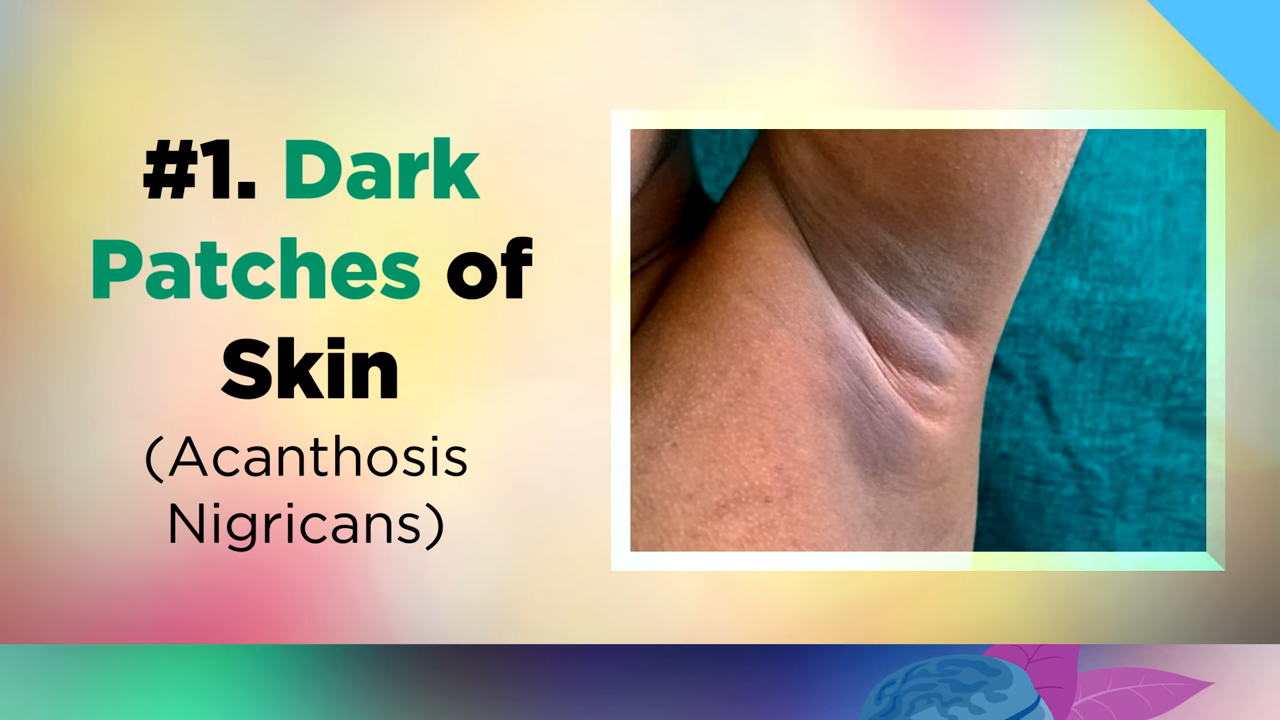 #1. Dark
Patches of
Skin
(Acanthosis
Nigricans)